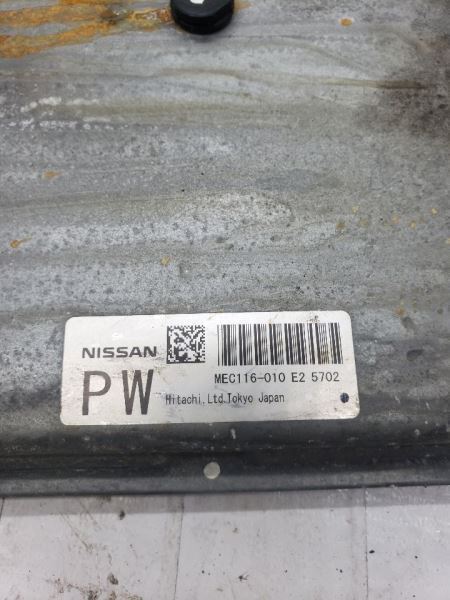 NISSAN
MEC116-010 E2 5702
PW
Hitachi,Ltd.Tokyo Japan